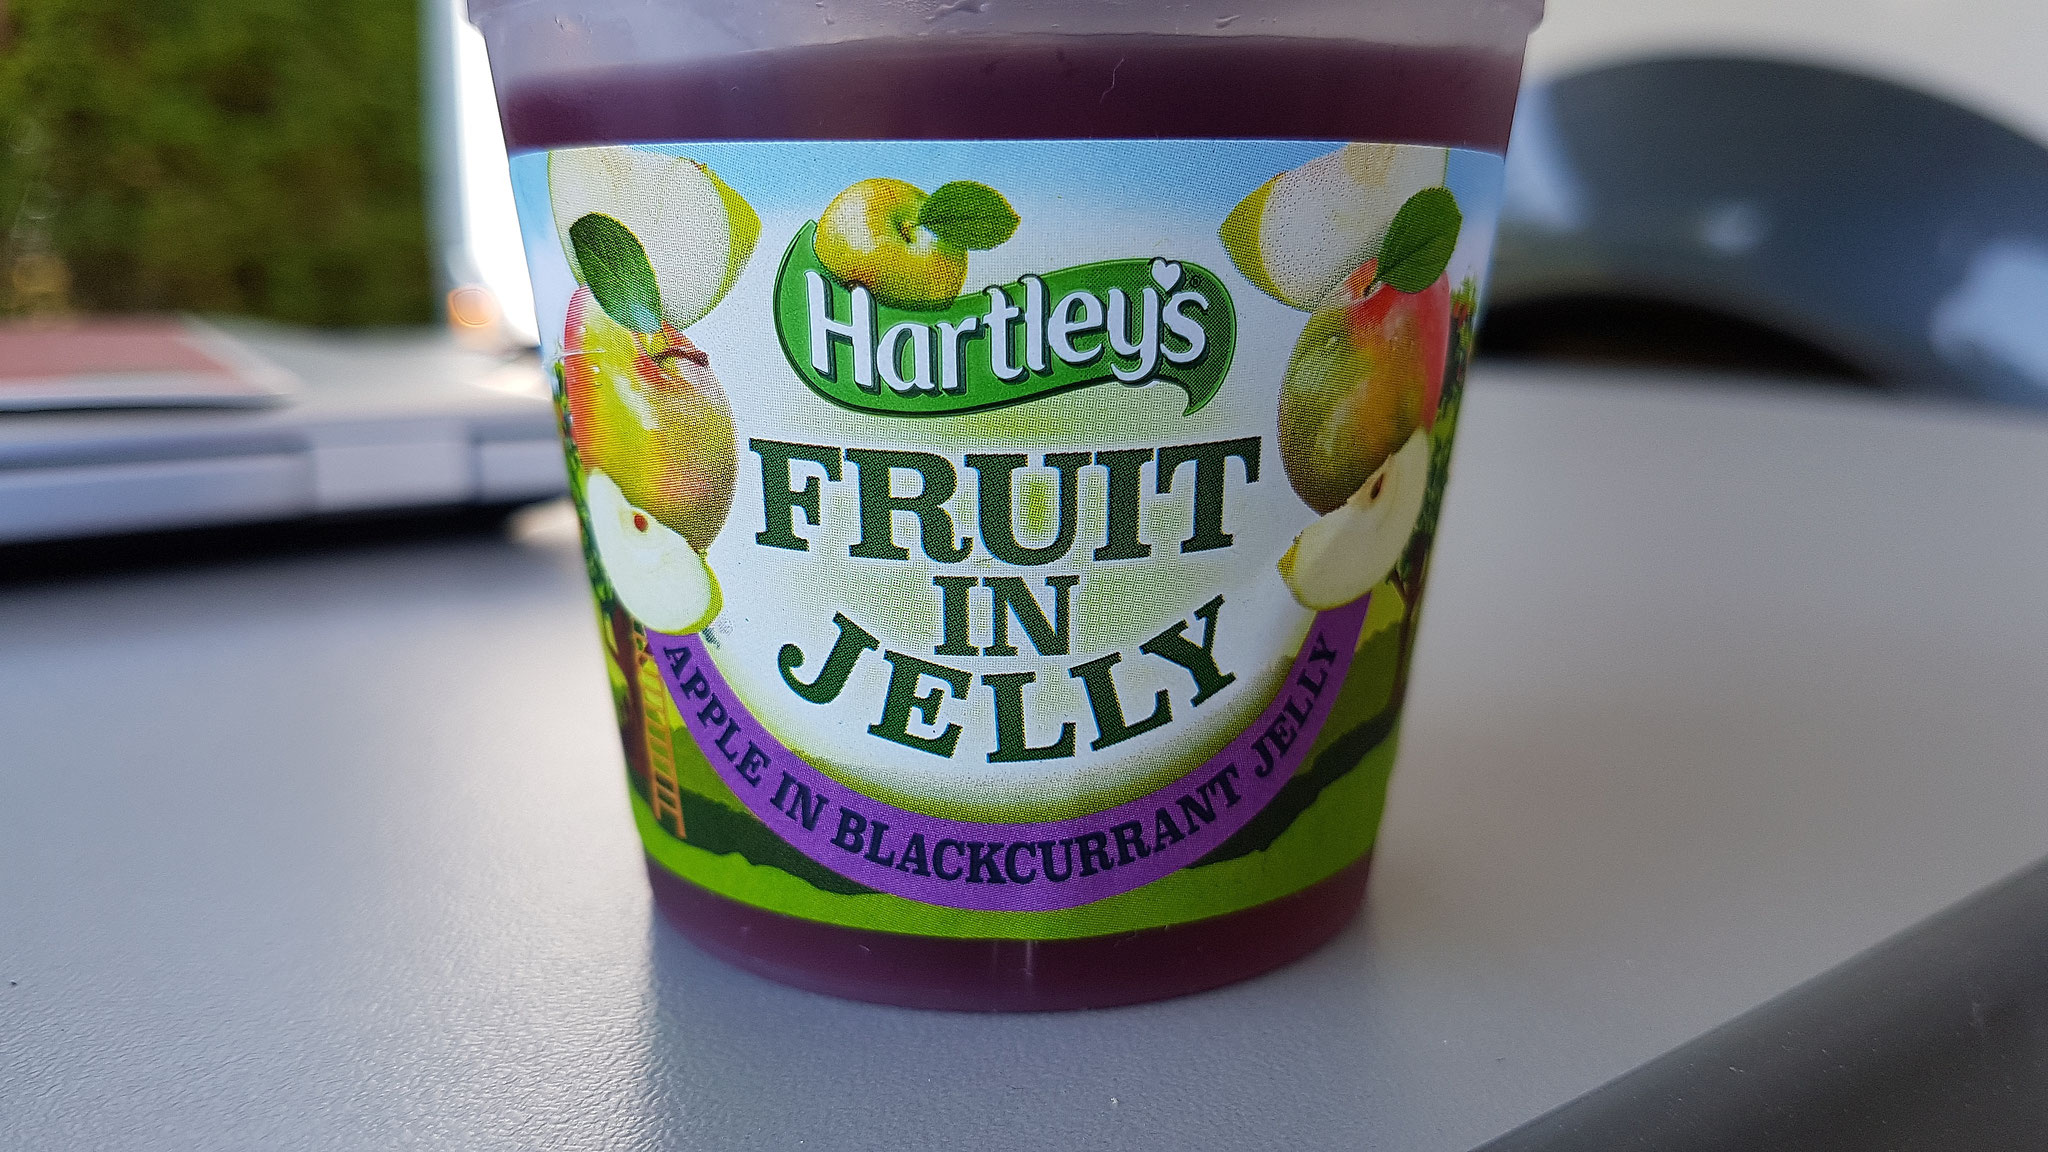 Hartley's
FRUIT
IN
JELLY
APPLE IN BLACKCURRANT JELLY